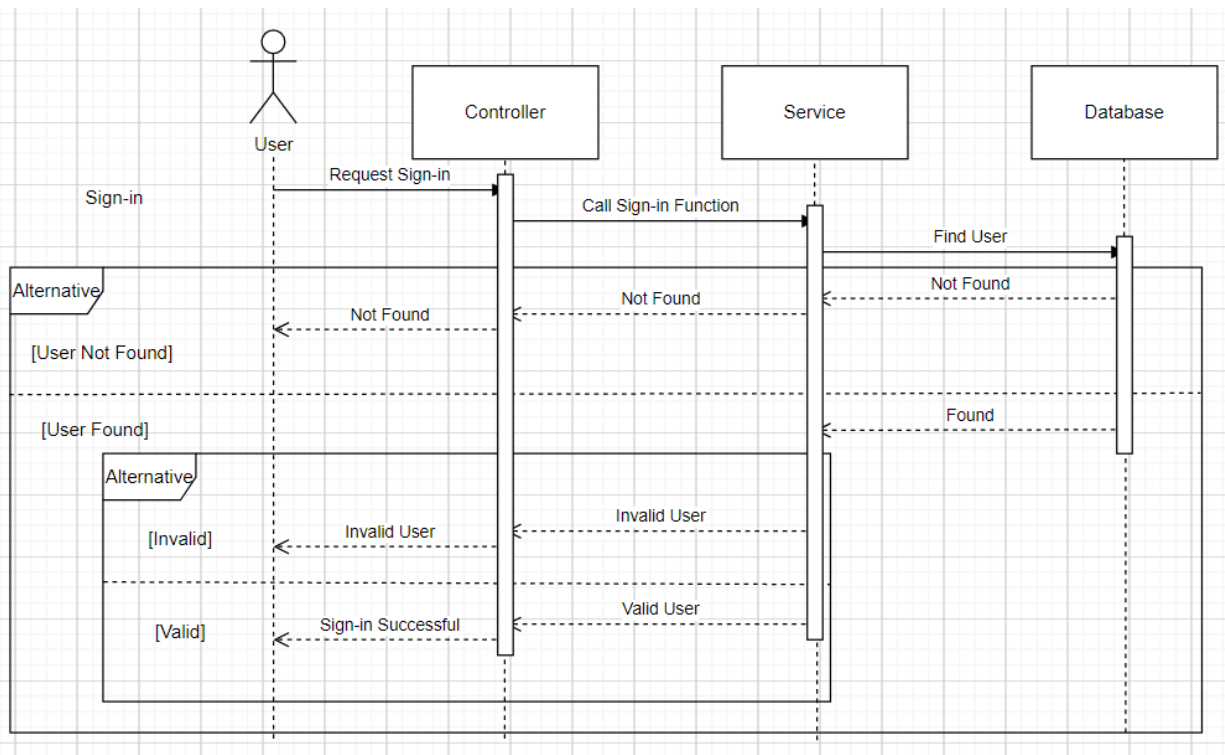 User
Controller
Service
Database
Request Sign-in
Sign-in
Call Sign-in Function
Find User
Alternative
Not Found
Not Found
Not Found
[User Not Found]
[User Found]
Found
Alternative
Invalid User
Invalid User
[Invalid]
Valid User
Sign-in Successful
[Valid]